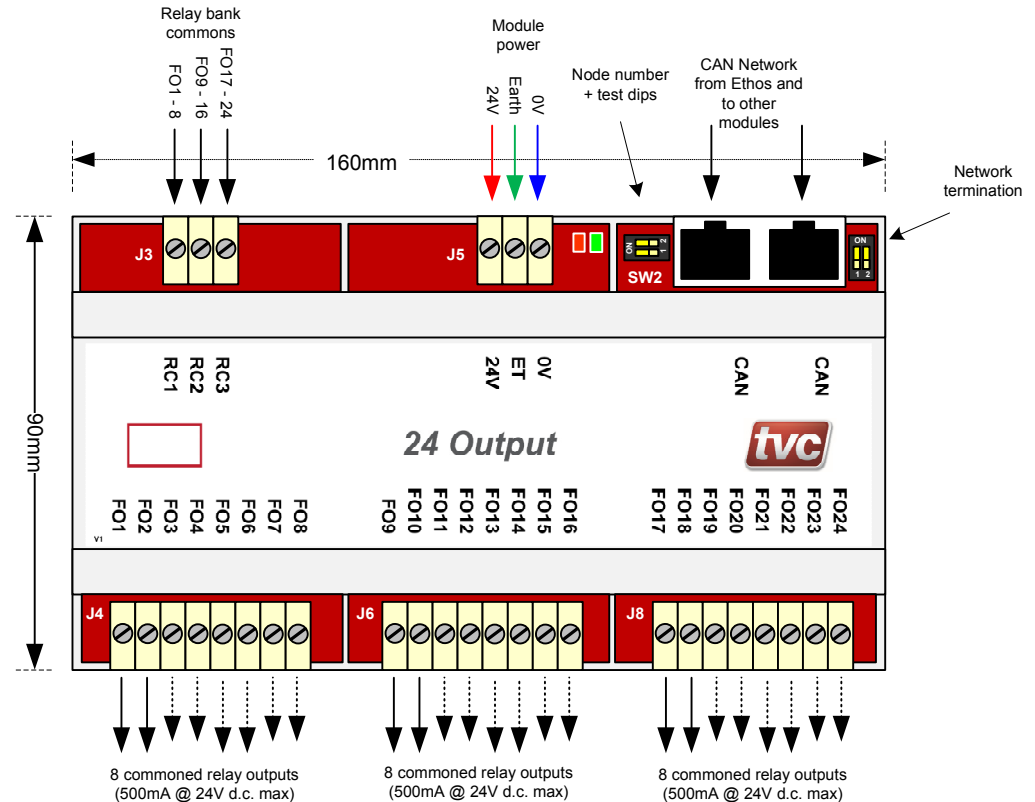 Relay bank
commons
FO1 - 8
FO9 - 16
FO17 - 24
Module
power
24V
Earth
0V
Node number
+ test dips
CAN Network
from Ethos and
to other
modules
Network
termination
160mm
90mm
J3
J5
ON
1 2
SW2
ON
1 2
RC1
RC2
RC3
24V
ET
0V
CAN
CAN
24 Output
tvc
FO1
FO2
FO3
FO4
FO5
FO6
FO7
FO8
FO9
FO10
FO11
FO12
FO13
FO14
FO15
FO16
FO17
FO18
FO19
FO20
FO21
FO22
FO23
FO24
V1
J4
J6
J8
8 commoned relay outputs
(500mA @ 24V d.c. max)
8 commoned relay outputs
(500mA @ 24V d.c. max)
8 commoned relay outputs
(500mA @ 24V d.c. max)